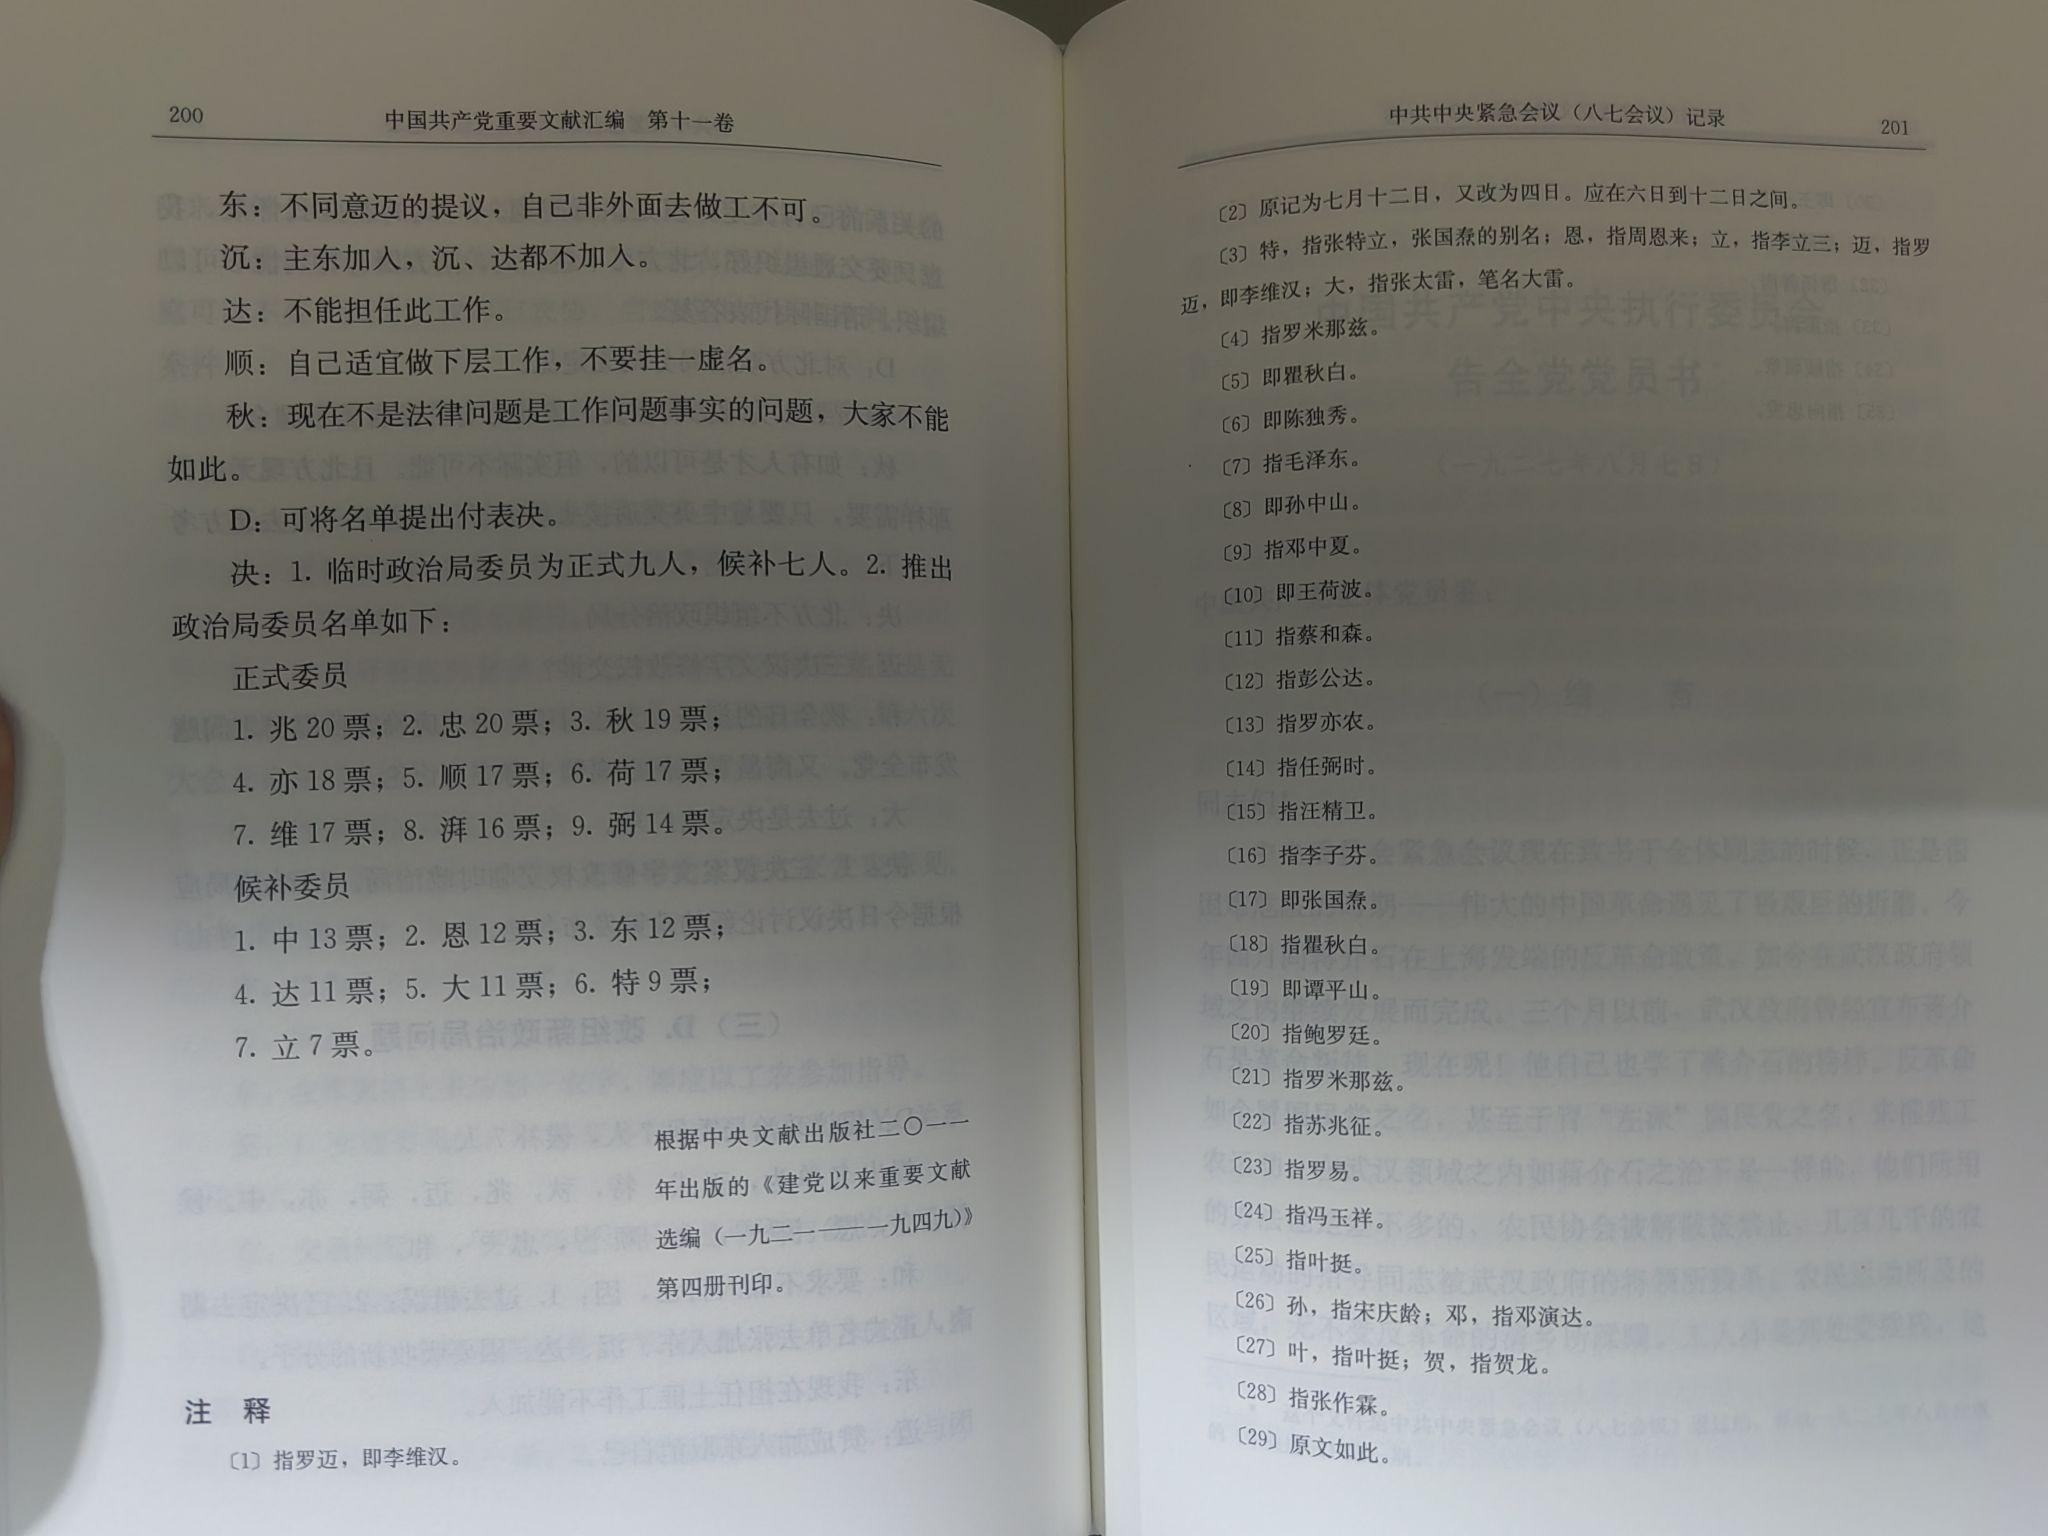 200
中国共产党重要文献汇编　第十一卷
东：不同意迈的提议，自己非外面去做工不可。
沉：主东加入，沉、达都不加入。
达：不能担任此工作。
顺：自己适宜做下层工作，不要挂一虚名。
秋：现在不是法律问题是工作问题事实的问题，大家不能
如此。
D：可将名单提出付表决。
决：1. 临时政治局委员为正式九人，候补七人。2. 推出
政治局委员名单如下：
正式委员
1. 兆 20 票；2. 忠 20 票；3. 秋 19 票；
4. 亦 18 票；5. 顺 17 票；6. 荷 17 票；
7. 维 17 票；8. 湃 16 票；9. 弼 14 票。
候补委员
1. 中 13 票；2. 恩 12 票；3. 东 12 票；
4. 达 11 票；5. 大 11 票；6. 特 9 票；
7. 立 7 票。
根据中央文献出版社二〇一一
年出版的《建党以来重要文献
选编（一九二一——一九四九）》
第四册刊印。
注　释
〔1〕指罗迈，即李维汉。
中共中央紧急会议（八七会议）记录
201
〔2〕原记为七月十二日，又改为四日。应在六日到十二日之间。
〔3〕特，指张特立，张国焘的别名；恩，指周恩来；立，指李立三；迈，指罗
迈，即李维汉；大，指张太雷，笔名大雷。
〔4〕指罗米那兹。
〔5〕即瞿秋白。
〔6〕即陈独秀。
〔7〕指毛泽东。
〔8〕即孙中山。
〔9〕指邓中夏。
〔10〕即王荷波。
〔11〕指蔡和森。
〔12〕指彭公达。
〔13〕指罗亦农。
〔14〕指任弼时。
〔15〕指汪精卫。
〔16〕指李子芬。
〔17〕即张国焘。
〔18〕指瞿秋白。
〔19〕即谭平山。
〔20〕指鲍罗廷。
〔21〕指罗米那兹。
〔22〕指苏兆征。
〔23〕指罗易。
〔24〕指冯玉祥。
〔25〕指叶挺。
〔26〕孙，指宋庆龄；邓，指邓演达。
〔27〕叶，指叶挺；贺，指贺龙。
〔28〕指张作霖。
〔29〕原文如此。